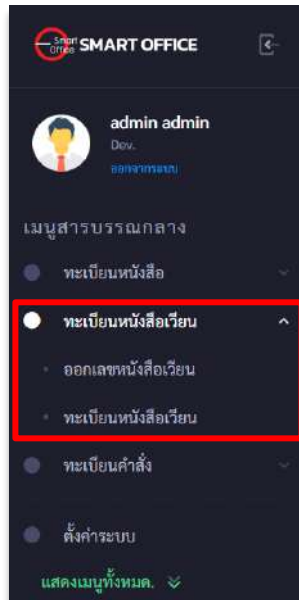 Smart
Office SMART OFFICE
admin admin
Dev.
ออกจากระบบ
เมนูสารบรรณกลาง
ทะเบียนหนังสือ
ทะเบียนหนังสือเวียน
ออกเลขหนังสือเวียน
ทะเบียนหนังสือเวียน
ทะเบียนคำสั่ง
ตั้งค่าระบบ
แสดงเมนูทั้งหมด.